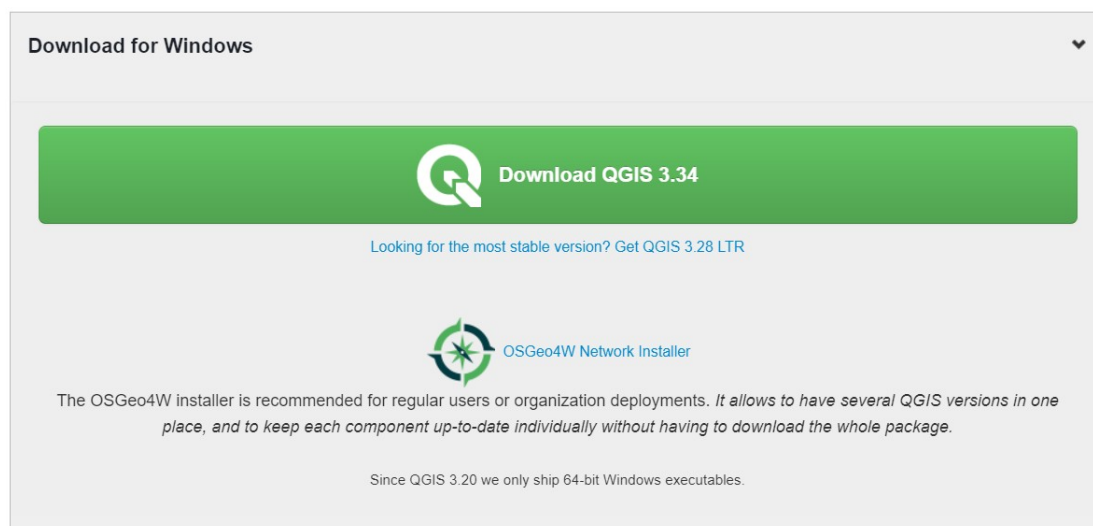 Download for Windows
Download QGIS 3.34
Looking for the most stable version? Get QGIS 3.28 LTR
OSGeo4W Network Installer
The OSGeo4W installer is recommended for regular users or organization deployments. It allows to have several QGIS versions in one
place, and to keep each component up-to-date individually without having to download the whole package.
Since QGIS 3.20 we only ship 64-bit Windows executables.